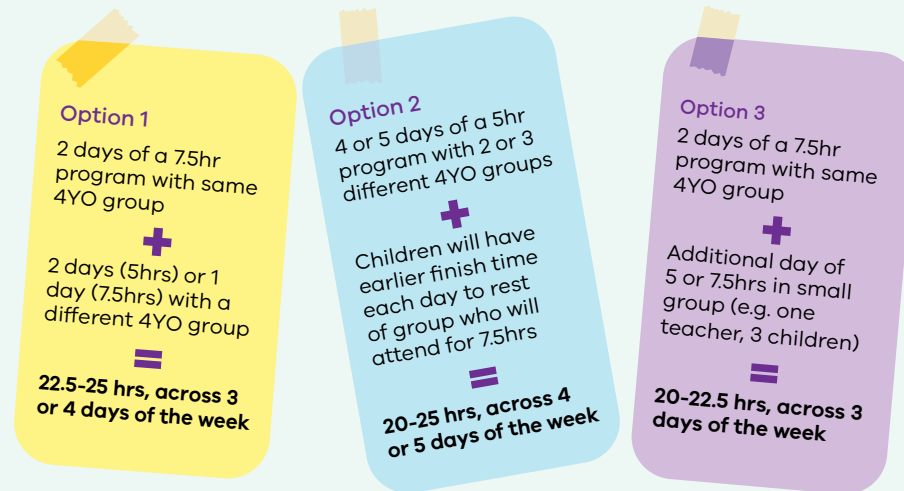 Option 1
2 days of a 7.5hr
program with same
4YO group
+
2 days (5hrs) or 1
day (7.5hrs) with a
different 4YO group
=
22.5-25 hrs, across 3
or 4 days of the week
Option 2
4 or 5 days of a 5hr
program with 2 or 3
different 4YO groups
+
Children will have
earlier finish time
each day to rest
of group who will
attend for 7.5hrs
=
20-25 hrs, across 4
or 5 days of the week
Option 3
2 days of a 7.5hr
program with same
4YO group
+
Additional day of
5 or 7.5hrs in small
group (e.g. one
teacher, 3 children)
=
20-22.5 hrs, across 3
days of the week